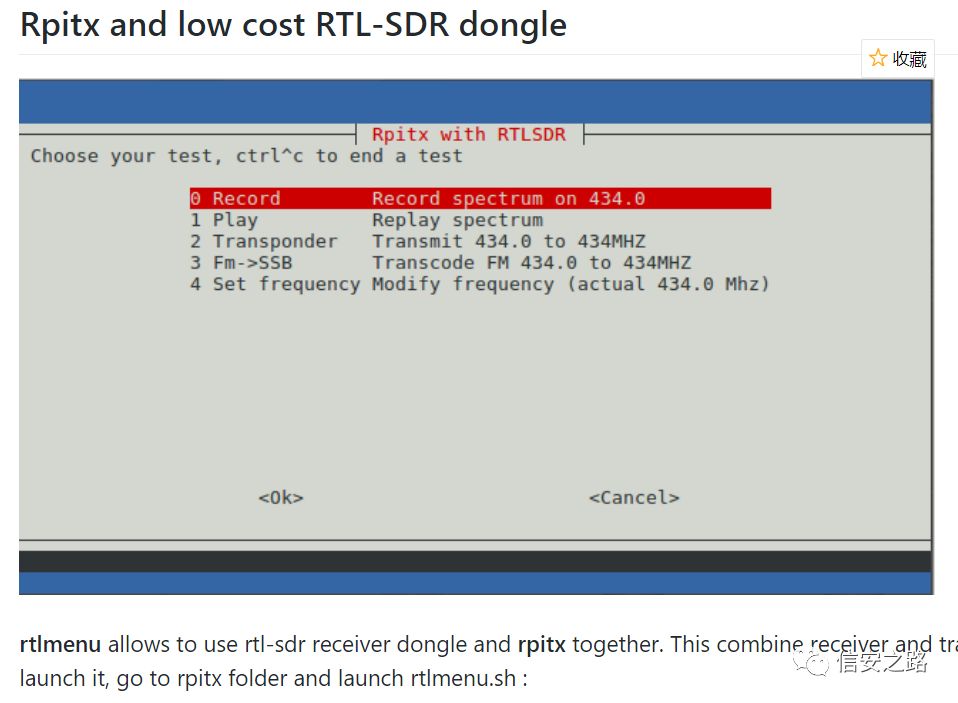 Rpitx and low cost RTL-SDR dongle
收藏
Rpitx with RTLSDR
Choose your test, ctrl^c to end a test
0 Record Record spectrum on 434.0
1 Play Replay spectrum
2 Transponder Transmit 434.0 to 434MHZ
3 Fm->SSB Transcode FM 434.0 to 434MHZ
4 Set frequency Modify frequency (actual 434.0 Mhz)
<Ok> <Cancel>
rtlmenu allows to use rtl-sdr receiver dongle and rpitx together. This combine receiver and
信安之路
launch it, go to rpitx folder and launch rtlmenu.sh :